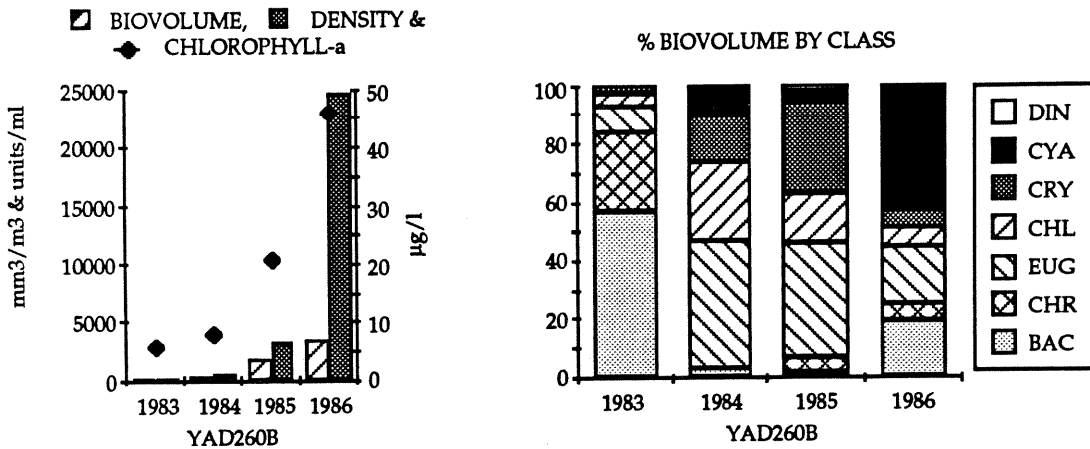 BIOVOLUME, DENSITY &
CHLOROPHYLL-a
mm3/m3 & units/ml
25000
20000
15000
10000
5000
0
50
40
30
20
10
0
µg/l
1983 1984 1985 1986
YAD260B
% BIOVOLUME BY CLASS
100
80
60
40
20
0
1983 1984 1985 1986
YAD260B
DIN
CYA
CRY
CHL
EUG
CHR
BAC